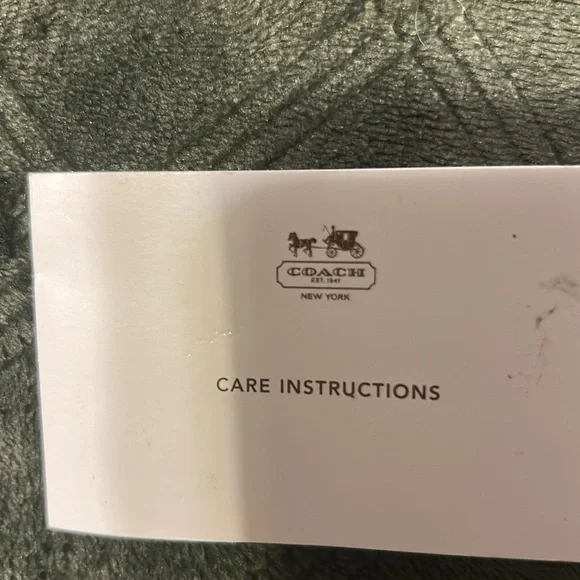 COACH
EST. 1941
NEW YORK
CARE INSTRUCTIONS